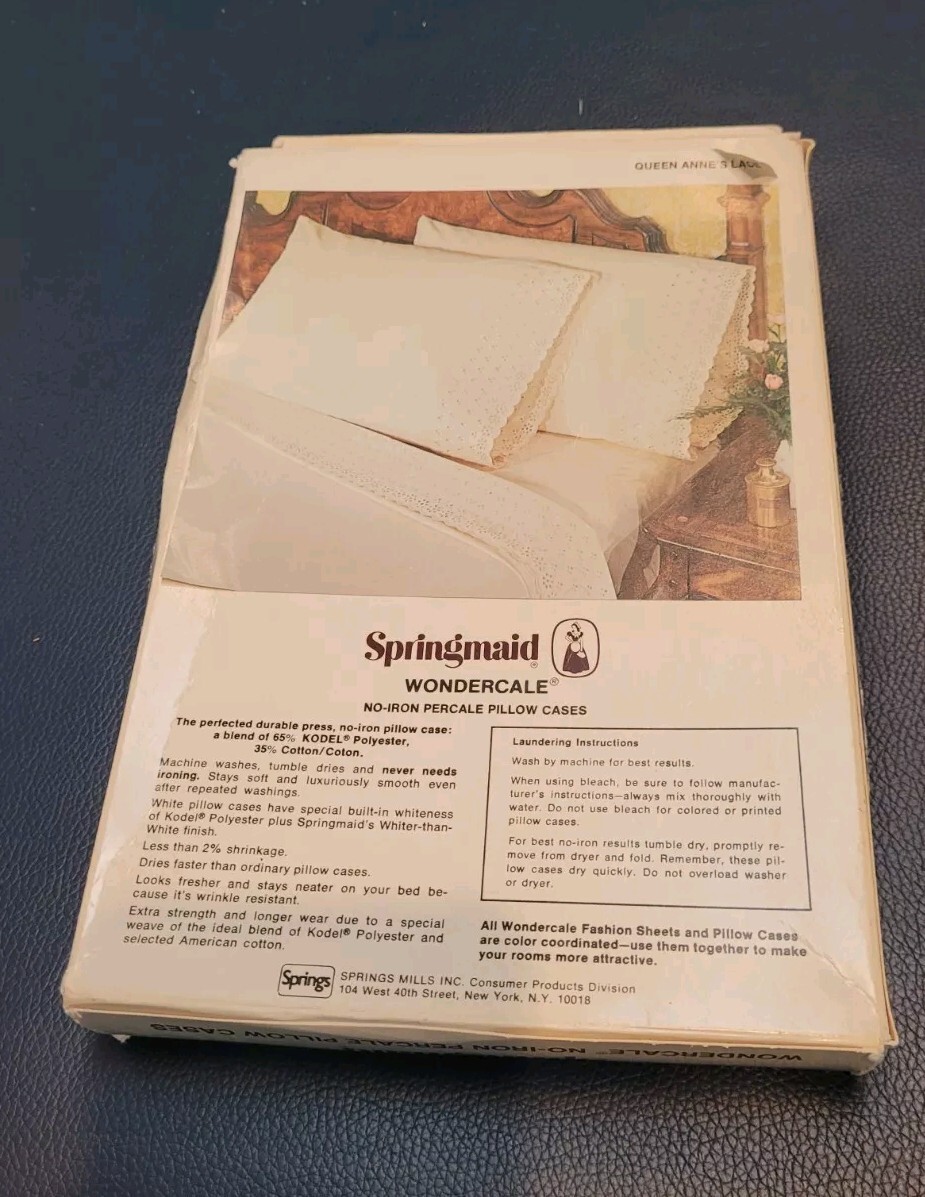 QUEEN ANNE'S LACE
Springmaid®
WONDERCALE®
NO-IRON PERCALE PILLOW CASES
The perfected durable press, no-iron pillow case:
a blend of 65% KODEL® Polyester,
35% Cotton/Coton.
Machine washes, tumble dries and never needs
ironing. Stays soft and luxuriously smooth even
after repeated washings.
White pillow cases have special built-in whiteness
of Kodel® Polyester plus Springmaid's Whiter-than-
White finish.
Less than 2% shrinkage.
Dries faster than ordinary pillow cases.
Looks fresher and stays neater on your bed be-
cause it's wrinkle resistant.
Extra strength and longer wear due to a special
weave of the ideal blend of Kodel® Polyester and
selected American cotton.
Laundering Instructions
Wash by machine for best results.
When using bleach, be sure to follow manufac-
turer's instructions—always mix thoroughly with
water. Do not use bleach for colored or printed
pillow cases.
For best no-iron results tumble dry, promptly re-
move from dryer and fold. Remember, these pil-
low cases dry quickly. Do not overload washer
or dryer.
All Wondercale Fashion Sheets and Pillow Cases
are color coordinated—use them together to make
your rooms more attractive.
Springs
SPRINGS MILLS INC. Consumer Products Division
104 West 40th Street, New York, N.Y. 10018
WONDERCALE® NO-IRON PERCALE PILLOW CASES